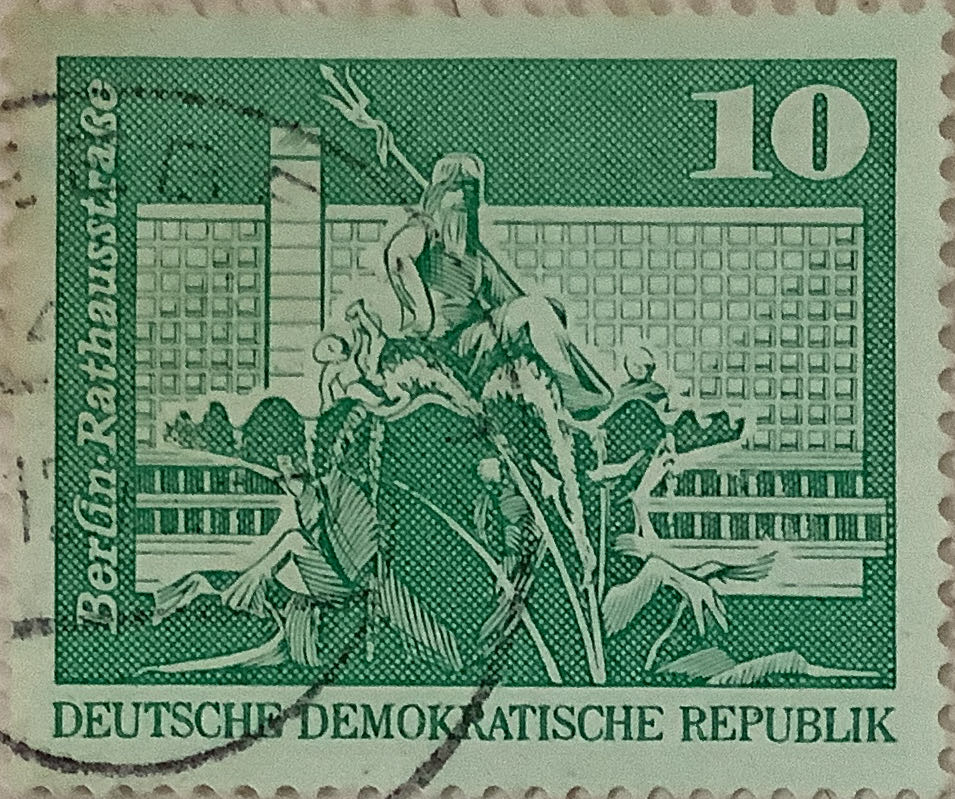 10
Berlin.Rathausstraße
DEUTSCHE DEMOKRATISCHE REPUBLIK